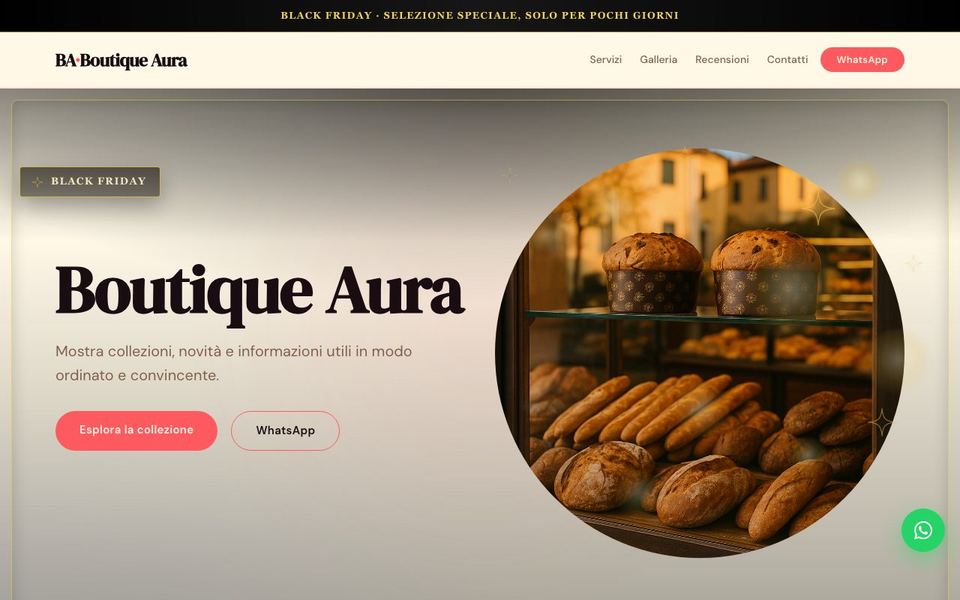 BLACK FRIDAY · SELEZIONE SPECIALE, SOLO PER POCHI GIORNI
BA•Boutique Aura
Servizi
Galleria
Recensioni
Contatti
WhatsApp
BLACK FRIDAY
Boutique Aura
Mostra collezioni, novità e informazioni utili in modo
ordinato e convincente.
Esplora la collezione
WhatsApp